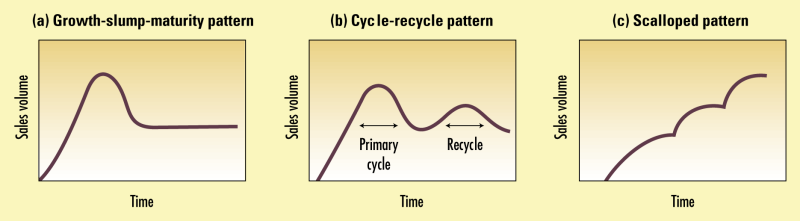 (a) Growth-slump-maturity pattern
Sales volume
Time
(b) Cycle-recycle pattern
Sales volume
Primary
cycle
Recycle
Time
(c) Scalloped pattern
Sales volume
Time